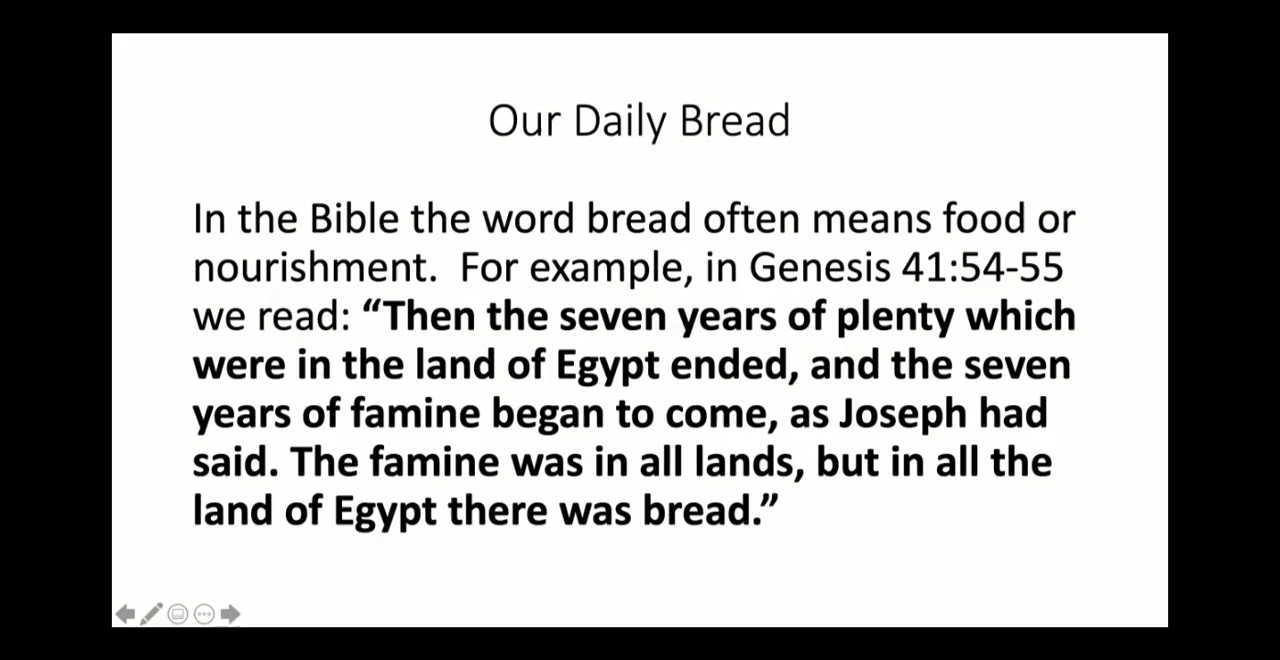 Our Daily Bread
In the Bible the word bread often means food or
nourishment.  For example, in Genesis 41:54-55
we read: “Then the seven years of plenty which
were in the land of Egypt ended, and the seven
years of famine began to come, as Joseph had
said. The famine was in all lands, but in all the
land of Egypt there was bread.”